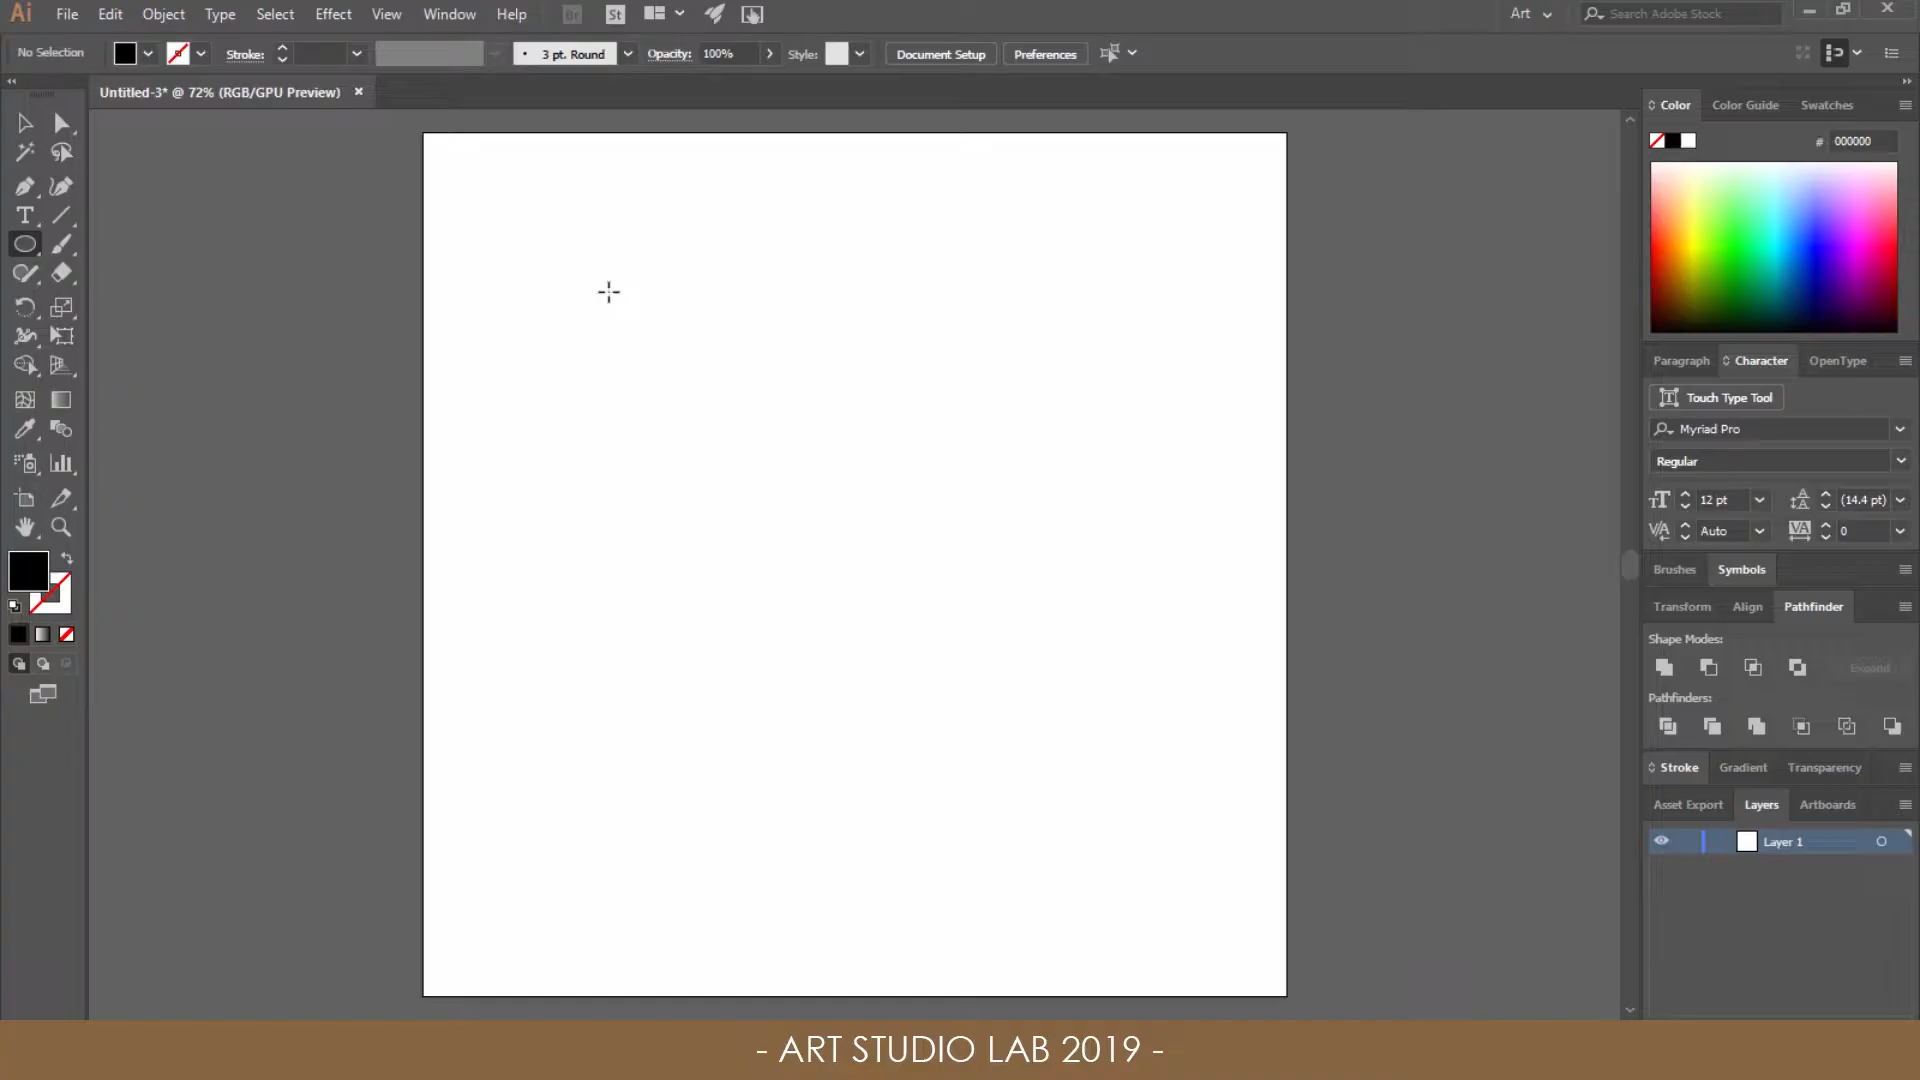 Ai File Edit Object Type Select Effect View Window Help Br St Art Search Adobe Stock
No Selection Stroke: 3 pt. Round Opacity: 100% Style: Document Setup Preferences
Untitled-3* @ 72% (RGB/GPU Preview)
Color Color Guide Swatches
# 000000
Paragraph Character OpenType
Touch Type Tool
Myriad Pro
Regular
12 pt (14.4 pt)
Auto 0
Brushes Symbols
Transform Align Pathfinder
Shape Modes:
Expand
Pathfinders:
Stroke Gradient Transparency
Asset Export Layers Artboards
Layer 1
- ART STUDIO LAB 2019 -